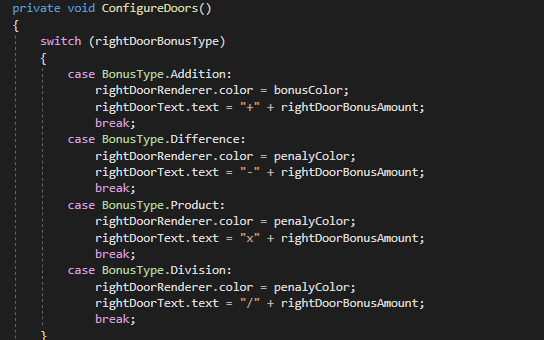 private void ConfigureDoors()
{
switch (rightDoorBonusType)
{
case BonusType.Addition:
rightDoorRenderer.color = bonusColor;
rightDoorText.text = "+" + rightDoorBonusAmount;
break;
case BonusType.Difference:
rightDoorRenderer.color = penalyColor;
rightDoorText.text = "-" + rightDoorBonusAmount;
break;
case BonusType.Product:
rightDoorRenderer.color = penalyColor;
rightDoorText.text = "x" + rightDoorBonusAmount;
break;
case BonusType.Division:
rightDoorRenderer.color = penalyColor;
rightDoorText.text = "/" + rightDoorBonusAmount;
break;
}